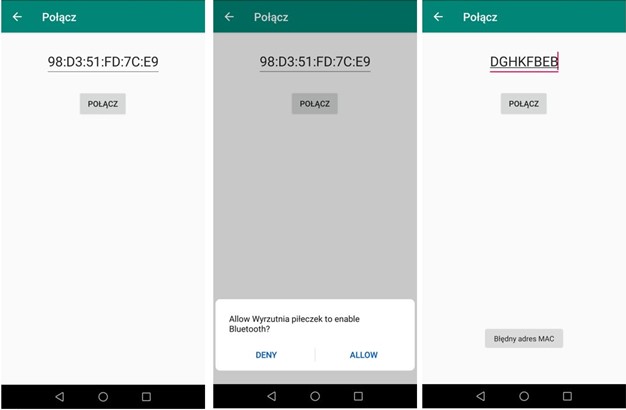 Połącz
98:D3:51:FD:7C:E9
POŁĄCZ
Połącz
98:D3:51:FD:7C:E9
POŁĄCZ
Allow Wyrzutnia piłeczek to enable
Bluetooth?
DENY
ALLOW
Połącz
DGHKFBEB
POŁĄCZ
Błędny adres MAC